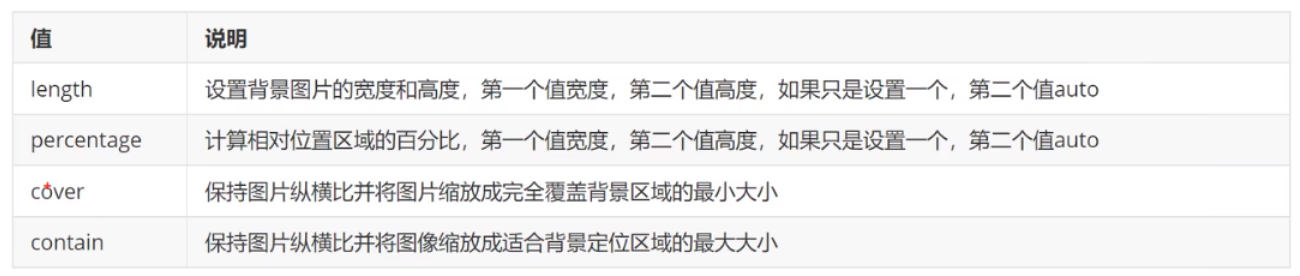 值 说明
length 设置背景图片的宽度和高度，第一个值宽度，第二个值高度，如果只是设置一个，第二个值auto
percentage 计算相对位置区域的百分比，第一个值宽度，第二个值高度，如果只是设置一个，第二个值auto
cover 保持图片纵横比并将图片缩放成完全覆盖背景区域的最小大小
contain 保持图片纵横比并将图像缩放成适合背景定位区域的最大大小